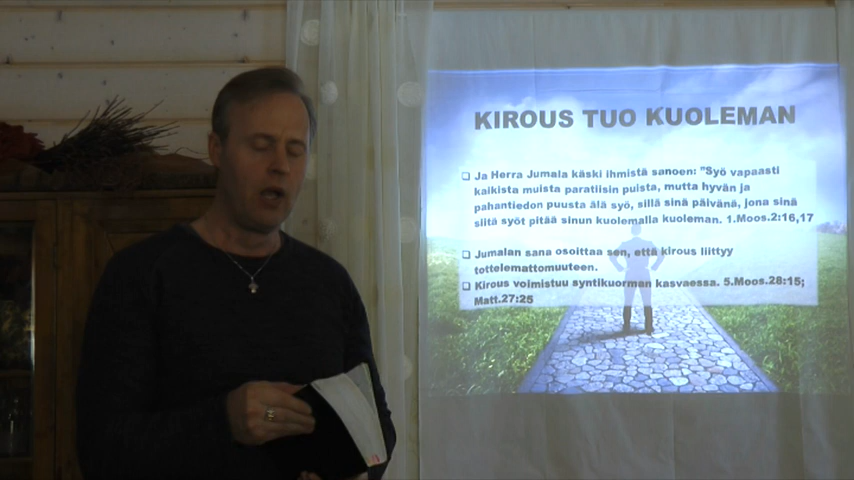 KIROUS TUO KUOLEMAN
❑ Ja Herra Jumala käski ihmistä sanoen: "Syö vapaasti
kaikista muista paratiisin puista, mutta hyvän ja
pahantiedon puusta älä syö, sillä sinä päivänä, jona sinä
siitä syöt pitää sinun kuolemalla kuoleman. 1.Moos.2:16,17
❑ Jumalan sana osoittaa sen, että kirous liittyy
tottelemattomuuteen.
❑ Kirous voimistuu syntikuorman kasvaessa. 5.Moos.28:15;
Matt.27:25